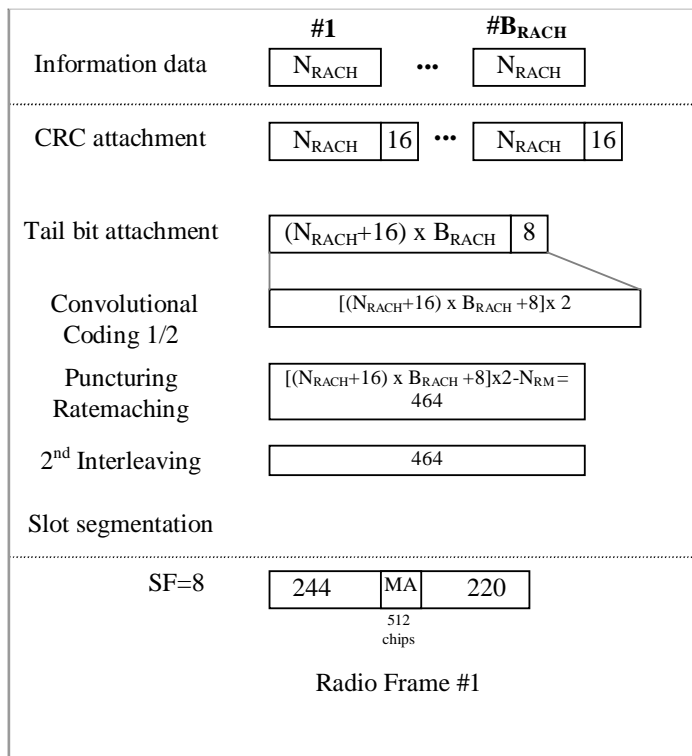 #1 #B_RACH
Information data N_RACH ••• N_RACH
CRC attachment N_RACH 16 ••• N_RACH 16
Tail bit attachment (N_RACH+16) x B_RACH 8
Convolutional
Coding 1/2
[(N_RACH+16) x B_RACH +8]x 2
Puncturing
Ratemaching
[(N_RACH+16) x B_RACH +8]x2-N_RM =
464
2nd Interleaving 464
Slot segmentation
SF=8 244 MA 220
512
chips
Radio Frame #1